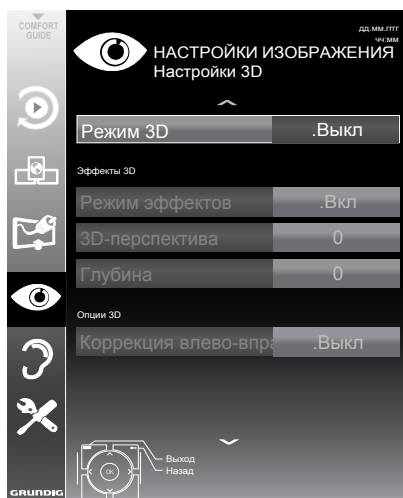 COMFORT
GUIDE
дд.мм.ггг
чч:мм
НАСТРОЙКИ ИЗОБРАЖЕНИЯ
Настройки 3D
Режим 3D .Выкл
Эффекты 3D
Режим эффектов .Вкл
3D-перспектива 0
Глубина 0
Опции 3D
Коррекция влево-впра .Выкл
Выход
Назад
OK
GRUNDIG